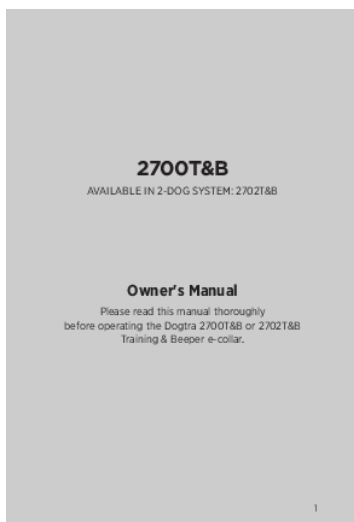 2700T&B
AVAILABLE IN 2-DOG SYSTEM: 2702T&B
Owner's Manual
Please read this manual thoroughly
before operating the Dogtra 2700T&B or 2702T&B
Training & Beeper e-collar.
1